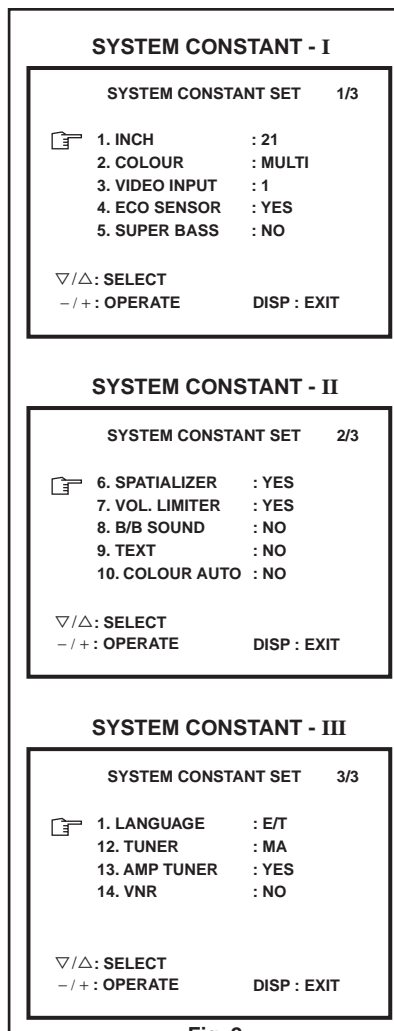 SYSTEM CONSTANT - I
SYSTEM CONSTANT SET 1/3
1. INCH : 21
2. COLOUR : MULTI
3. VIDEO INPUT : 1
4. ECO SENSOR : YES
5. SUPER BASS : NO
▽/△: SELECT
−/+ : OPERATE DISP : EXIT
SYSTEM CONSTANT - II
SYSTEM CONSTANT SET 2/3
6. SPATIALIZER : YES
7. VOL. LIMITER : YES
8. B/B SOUND : NO
9. TEXT : NO
10. COLOUR AUTO : NO
▽/△: SELECT
−/+ : OPERATE DISP : EXIT
SYSTEM CONSTANT - III
SYSTEM CONSTANT SET 3/3
1. LANGUAGE : E/T
12. TUNER : MA
13. AMP TUNER : YES
14. VNR : NO
▽/△: SELECT
−/+ : OPERATE DISP : EXIT